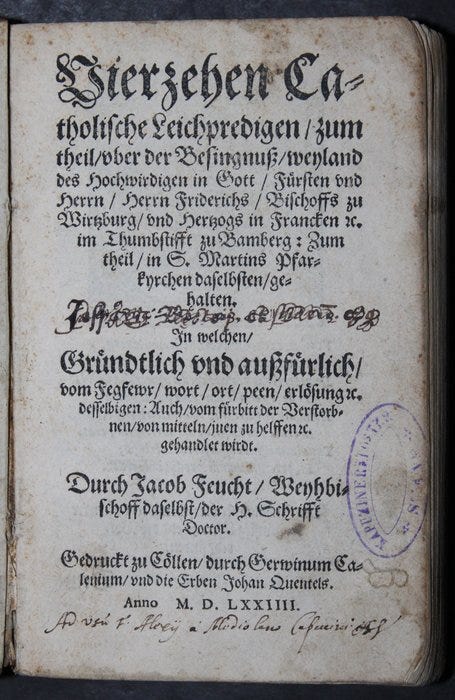 Vierzehen Ca-
tholische Leichpredigen / zum
theil / vber der Besingnuß / weyland
des Hochwirdigen in Gott / Fürsten vnd
Herrn / Herrn Friderichs / Bischoffs zu
Wirtzburg / vnd Hertzogs in Francken ꝛc.
im Thumbstifft zu Bamberg : Zum
theil / in S. Martins Pfar-
kyrchen daselbsten / ge-
halten.
In welchen /
Gründtlich vnd außfürlich /
vom Fegfewr / wort / ort / peen / erlösung ꝛc.
desselbigen : Auch / vom fürbitt der Verstorb-
nen / von mitteln / jnen zu helffen ꝛc.
gehandlet wirdt.
Durch Jacob Feucht / Weyhbi-
schoff daselbst / der H. Schrifft
Doctor.
Gedruckt zu Cöllen / durch Gerwinum Ca-
lenium / vnd die Erben Johan Quentels.
Anno M. D. LXXIIII.
Ad a Mediolano
KAPUZINERKLOSTER